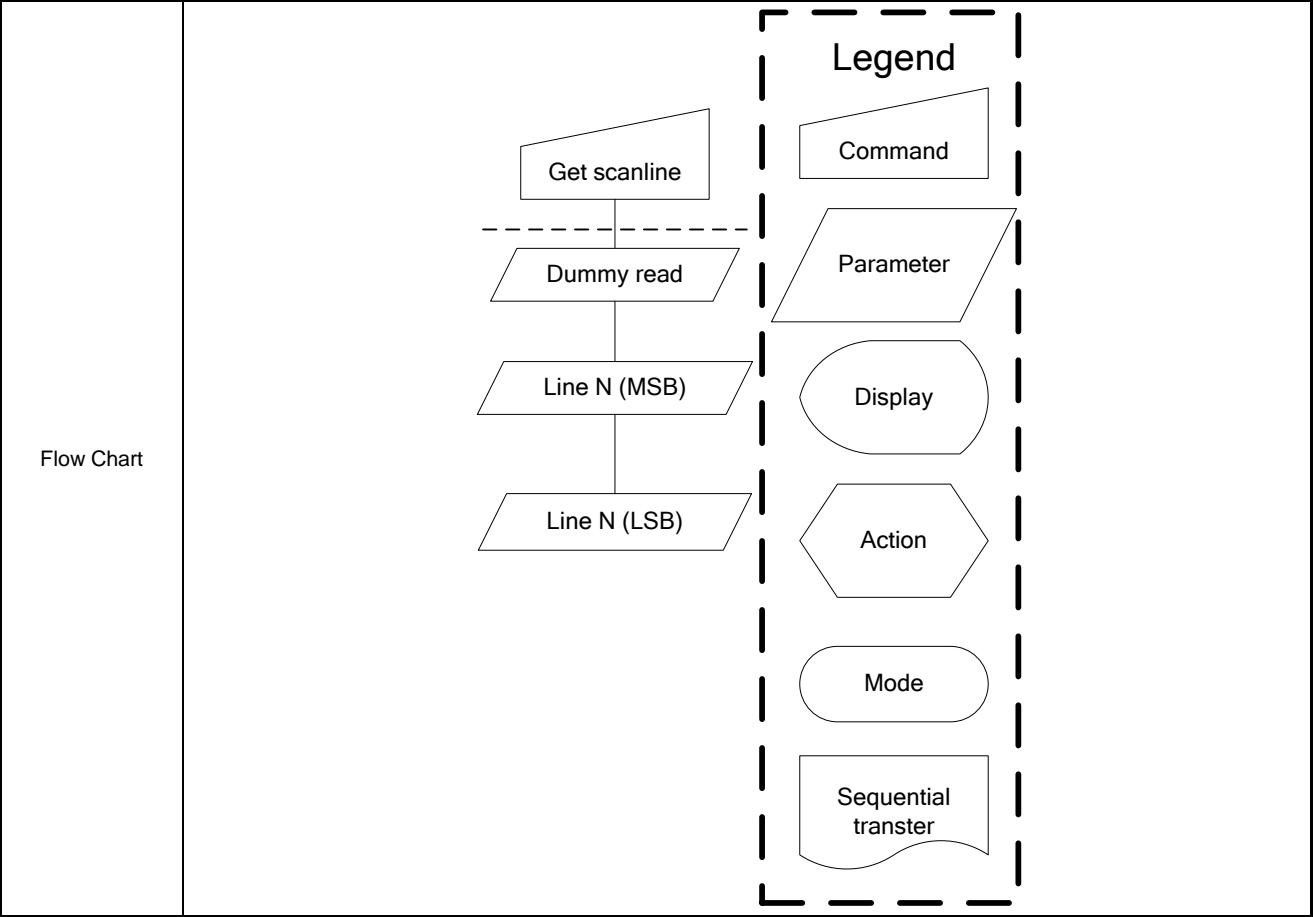 Flow Chart
Get scanline
Dummy read
Line N (MSB)
Line N (LSB)
Legend
Command
Parameter
Display
Action
Mode
Sequential
transter